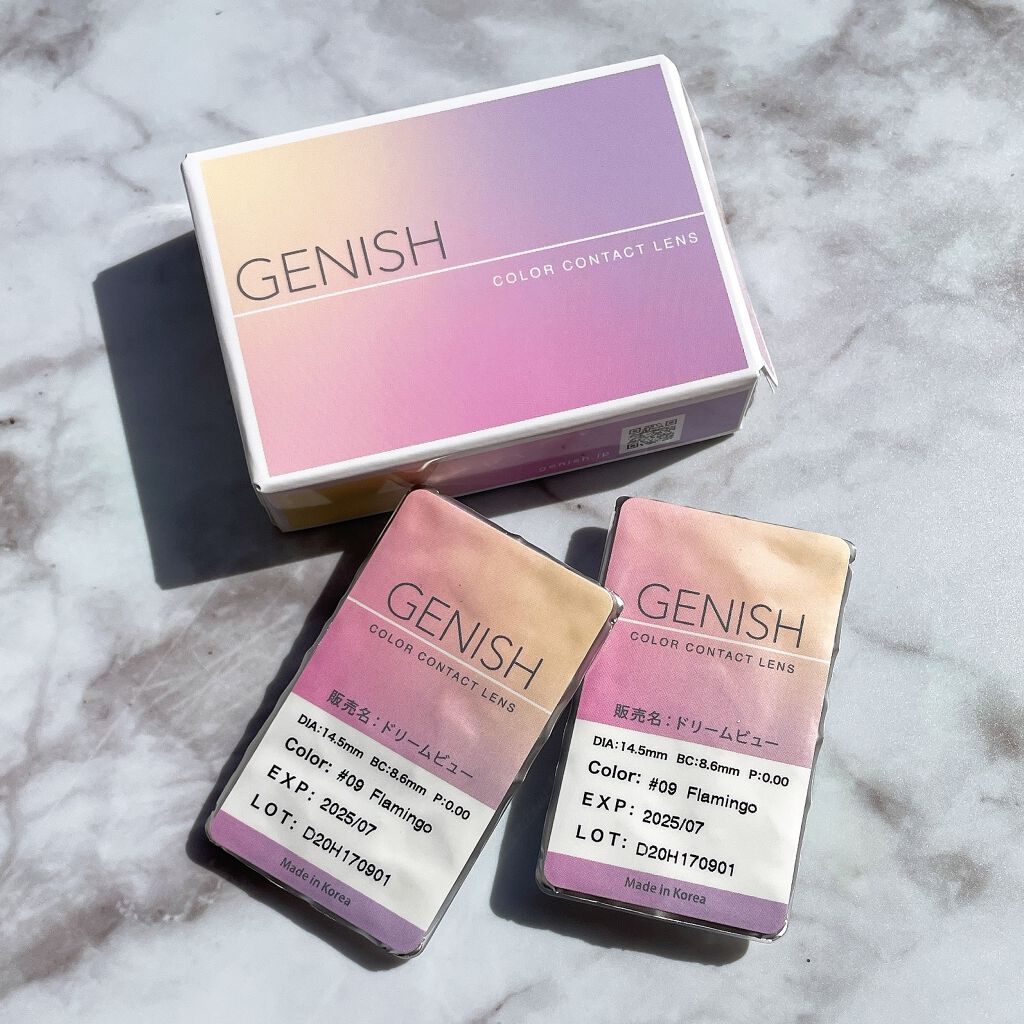 GENISH
COLOR CONTACT LENS
genish.jp
GENISH
COLOR CONTACT LENS
販売名：ドリームビュー
DIA:14.5mm BC:8.6mm P:0.00
Color: #09 Flamingo
EXP: 2025/07
LOT: D20H170901
Made in Korea
GENISH
COLOR CONTACT LENS
販売名：ドリームビュー
DIA:14.5mm BC:8.6mm P:0.00
Color: #09 Flamingo
EXP: 2025/07
LOT: D20H170901
Made in Korea